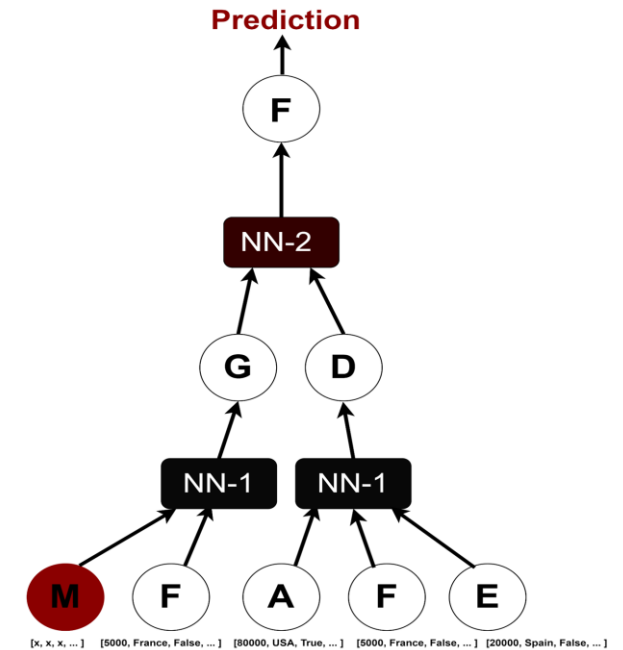 Prediction
F
NN-2
G D
NN-1 NN-1
M F A F E
[x, x, x, ... ] [5000, France, False, ... ] [80000, USA, True, ... ] [5000, France, False, ... ] [20000, Spain, False, ... ]